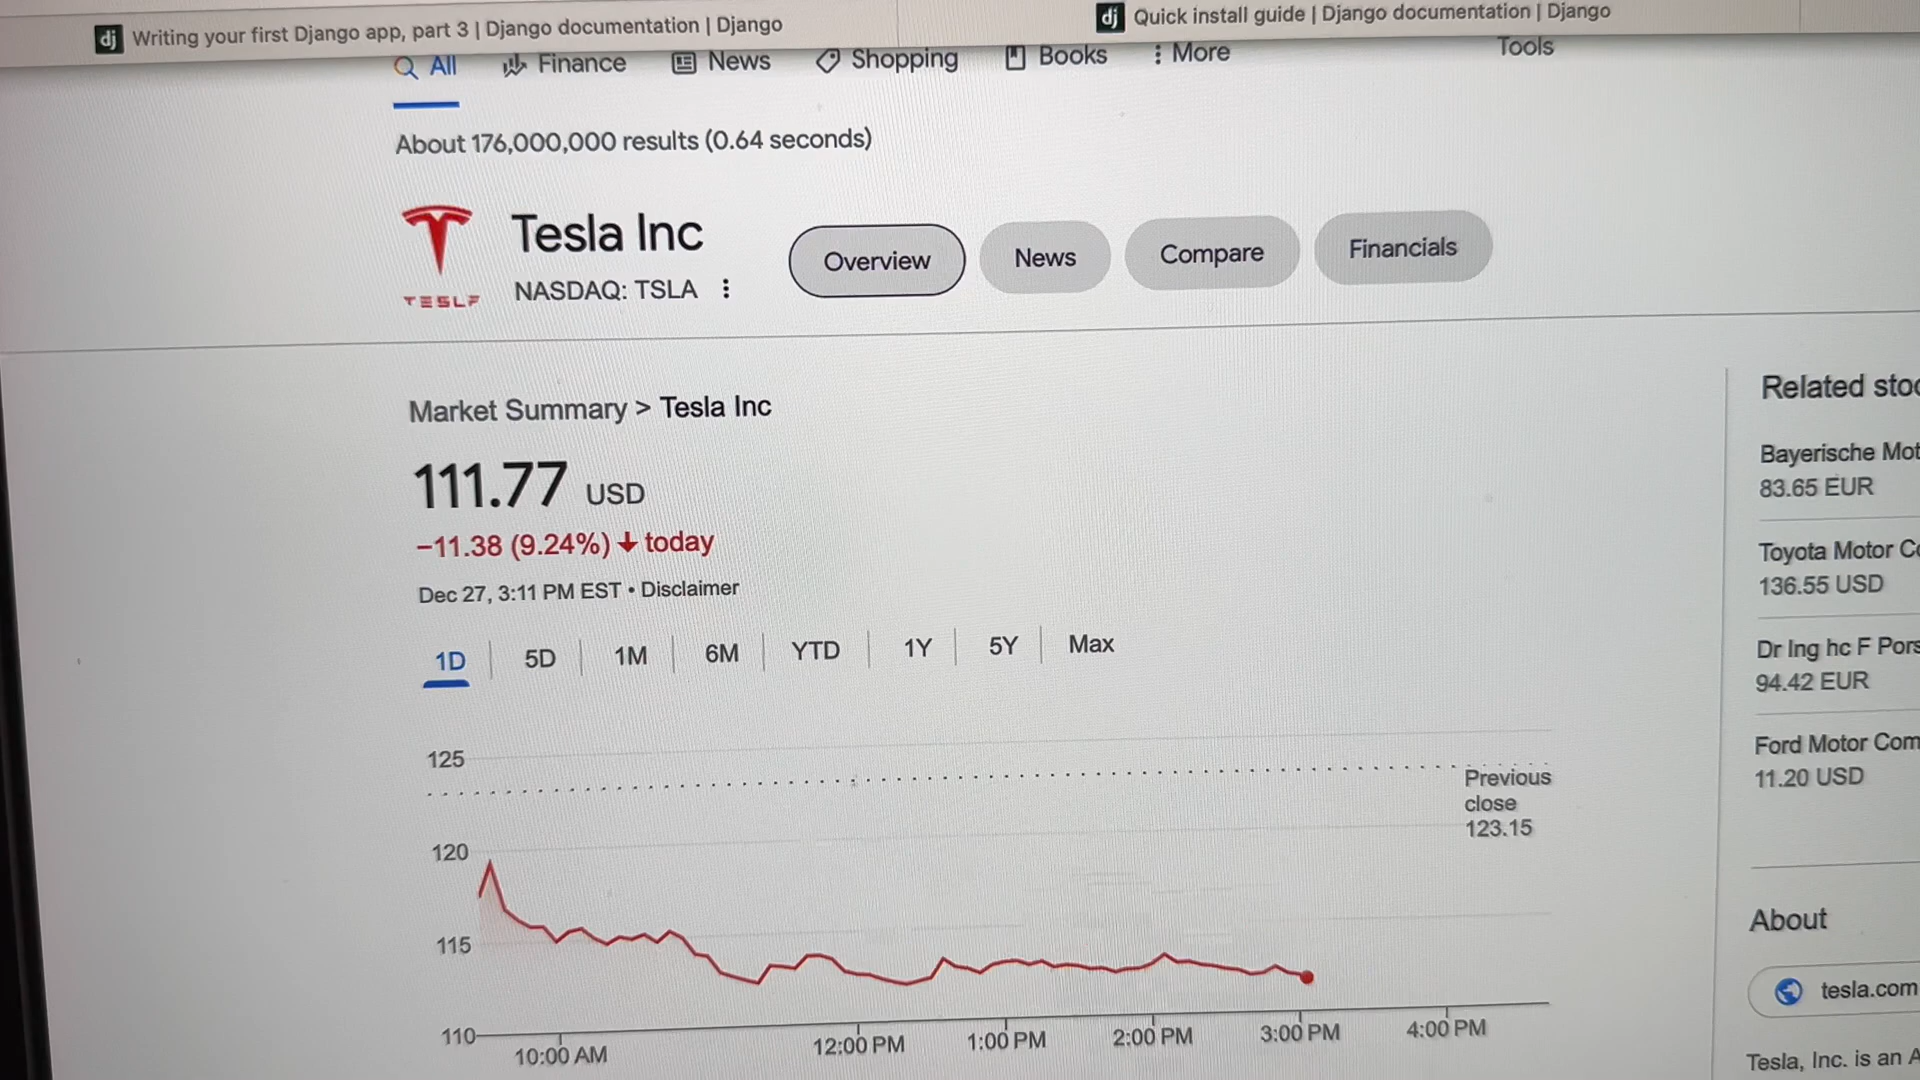 Writing your first Django app, part 3 | Django documentation | Django
Quick install guide | Django documentation | Django
All
Finance
News
Shopping
Books
More
Tools
About 176,000,000 results (0.64 seconds)
TESLA
Tesla Inc
NASDAQ: TSLA
Overview
News
Compare
Financials
Market Summary > Tesla Inc
111.77 USD
−11.38 (9.24%) ↓ today
Dec 27, 3:11 PM EST • Disclaimer
1D
5D
1M
6M
YTD
1Y
5Y
Max
125
120
115
110
Previous
close
123.15
10:00 AM
12:00 PM
1:00 PM
2:00 PM
3:00 PM
4:00 PM
Related stoc
Bayerische Mot
83.65 EUR
Toyota Motor Co
136.55 USD
Dr Ing hc F Pors
94.42 EUR
Ford Motor Com
11.20 USD
About
tesla.com
Tesla, Inc. is an A